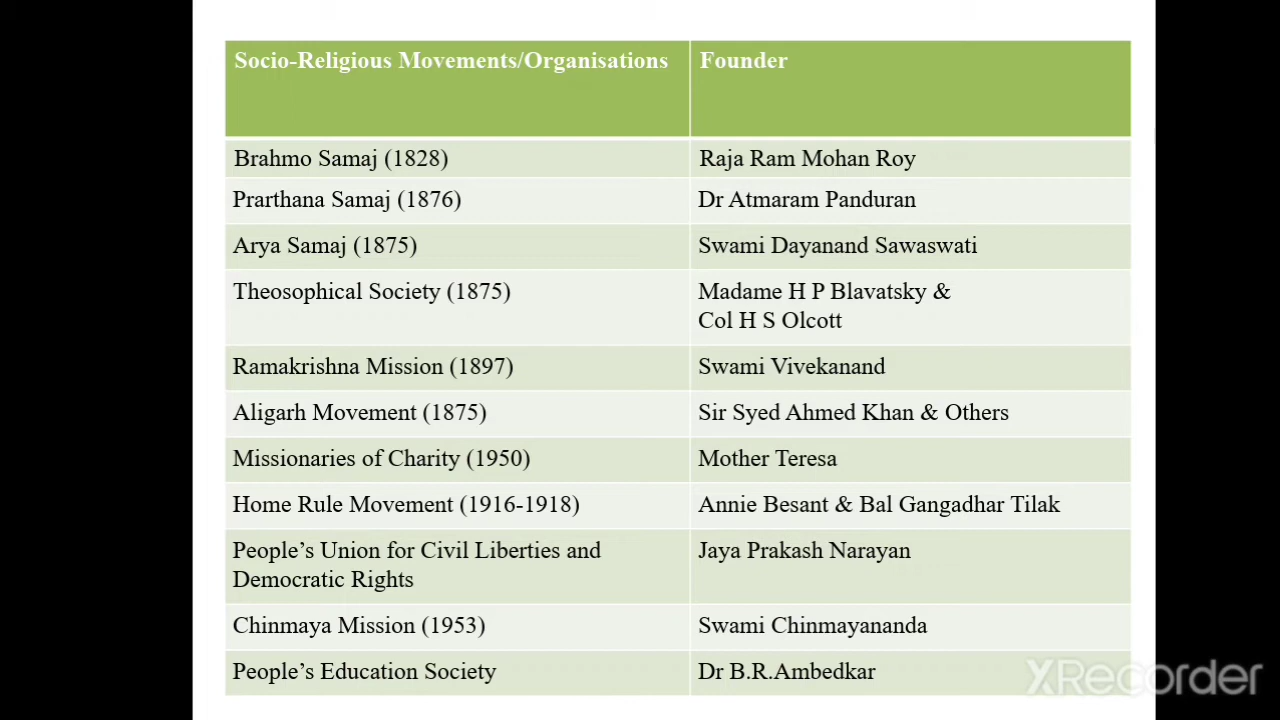 Socio-Religious Movements/Organisations Founder
Brahmo Samaj (1828) Raja Ram Mohan Roy
Prarthana Samaj (1876) Dr Atmaram Panduran
Arya Samaj (1875) Swami Dayanand Sawaswati
Theosophical Society (1875) Madame H P Blavatsky &
Col H S Olcott
Ramakrishna Mission (1897) Swami Vivekanand
Aligarh Movement (1875) Sir Syed Ahmed Khan & Others
Missionaries of Charity (1950) Mother Teresa
Home Rule Movement (1916-1918) Annie Besant & Bal Gangadhar Tilak
People’s Union for Civil Liberties and Jaya Prakash Narayan
Democratic Rights
Chinmaya Mission (1953) Swami Chinmayananda
People’s Education Society Dr B.R.Ambedkar
XRecorder